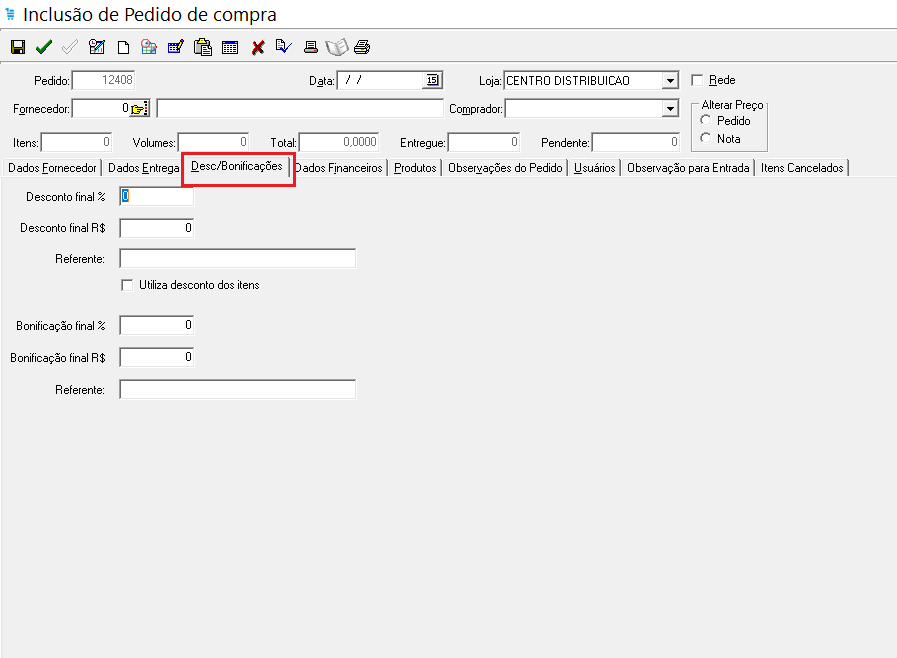 Inclusão de Pedido de compra
Pedido: 12408 Data: / / 15 Loja: CENTRO DISTRIBUICAO Rede
Fornecedor: 0 Comprador: Alterar Preço
Pedido
Itens: 0 Volumes: 0 Total: 0,0000 Entregue: 0 Pendente: 0 Nota
Dados Fornecedor Dados Entrega Desc/Bonificações Dados Financeiros Produtos Observações do Pedido Usuários Observação para Entrada Itens Cancelados
Desconto final % 0
Desconto final R$ 0
Referente:
Utiliza desconto dos itens
Bonificação final % 0
Bonificação final R$ 0
Referente: